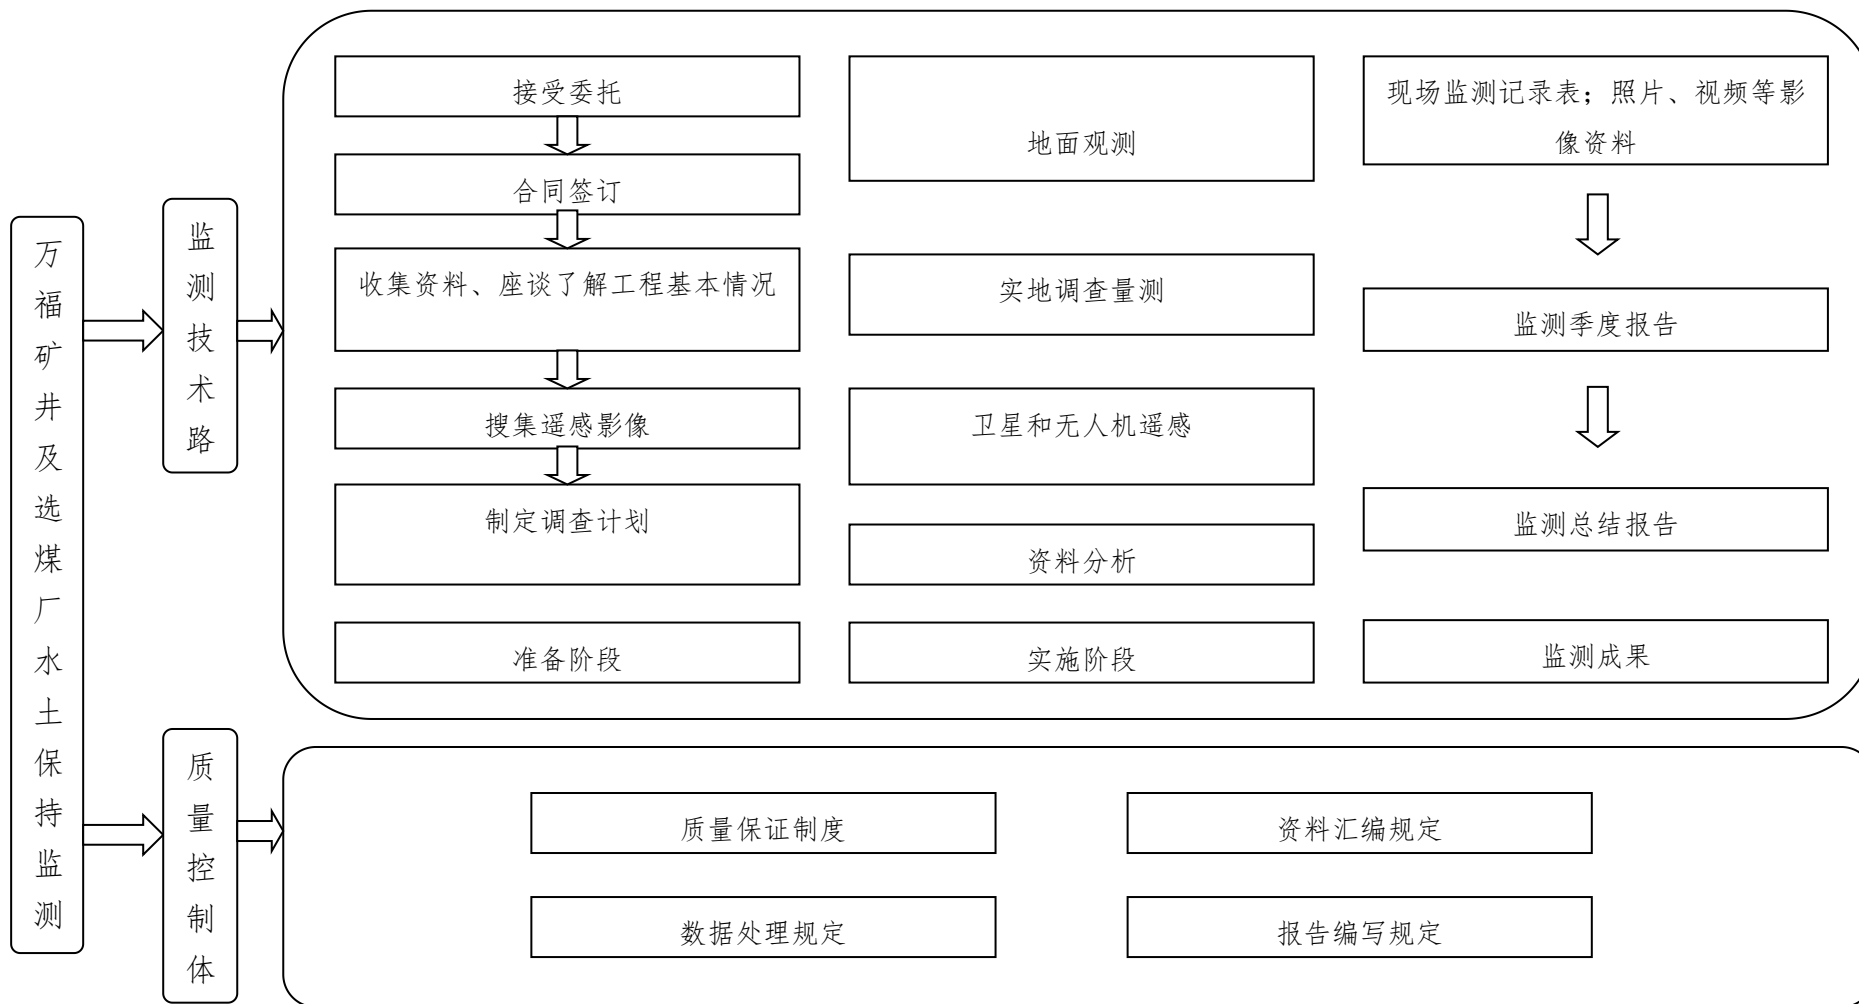 万福矿井及选煤厂水土保持监测
监测技术路
接受委托
合同签订
收集资料、座谈了解工程基本情况
搜集遥感影像
制定调查计划
准备阶段
地面观测
实地调查量测
卫星和无人机遥感
资料分析
实施阶段
现场监测记录表；照片、视频等影
像资料
监测季度报告
监测总结报告
监测成果
质量控制体
质量保证制度
资料汇编规定
数据处理规定
报告编写规定